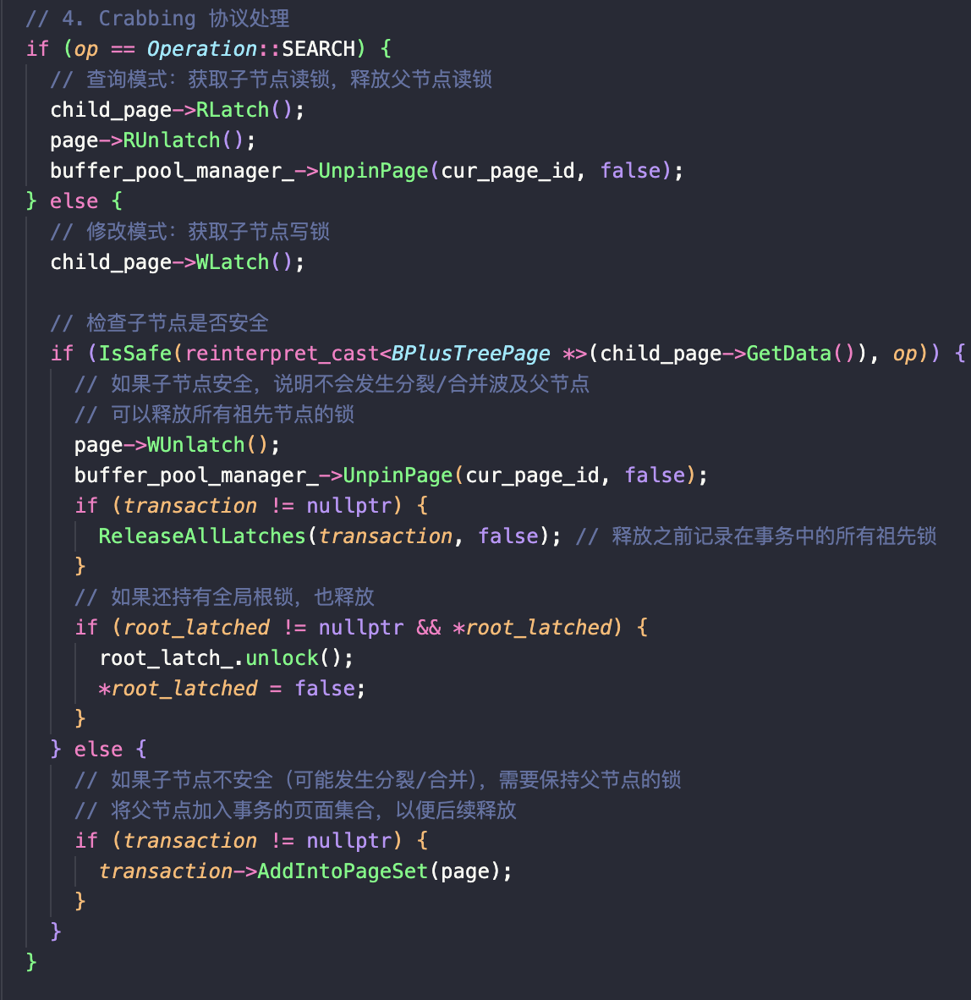 // 4. Crabbing 协议处理
if (op == Operation::SEARCH) {
  // 查询模式：获取子节点读锁，释放父节点读锁
  child_page->RLatch();
  page->RUnlatch();
  buffer_pool_manager_->UnpinPage(cur_page_id, false);
} else {
  // 修改模式：获取子节点写锁
  child_page->WLatch();

  // 检查子节点是否安全
  if (IsSafe(reinterpret_cast<BPlusTreePage *>(child_page->GetData()), op)) {
    // 如果子节点安全，说明不会发生分裂/合并波及父节点
    // 可以释放所有祖先节点的锁
    page->WUnlatch();
    buffer_pool_manager_->UnpinPage(cur_page_id, false);
    if (transaction != nullptr) {
      ReleaseAllLatches(transaction, false); // 释放之前记录在事务中的所有祖先锁
    }
    // 如果还持有全局根锁，也释放
    if (root_latched != nullptr && *root_latched) {
      root_latch_.unlock();
      *root_latched = false;
    }
  } else {
    // 如果子节点不安全（可能发生分裂/合并），需要保持父节点的锁
    // 将父节点加入事务的页面集合，以便后续释放
    if (transaction != nullptr) {
      transaction->AddIntoPageSet(page);
    }
  }
}